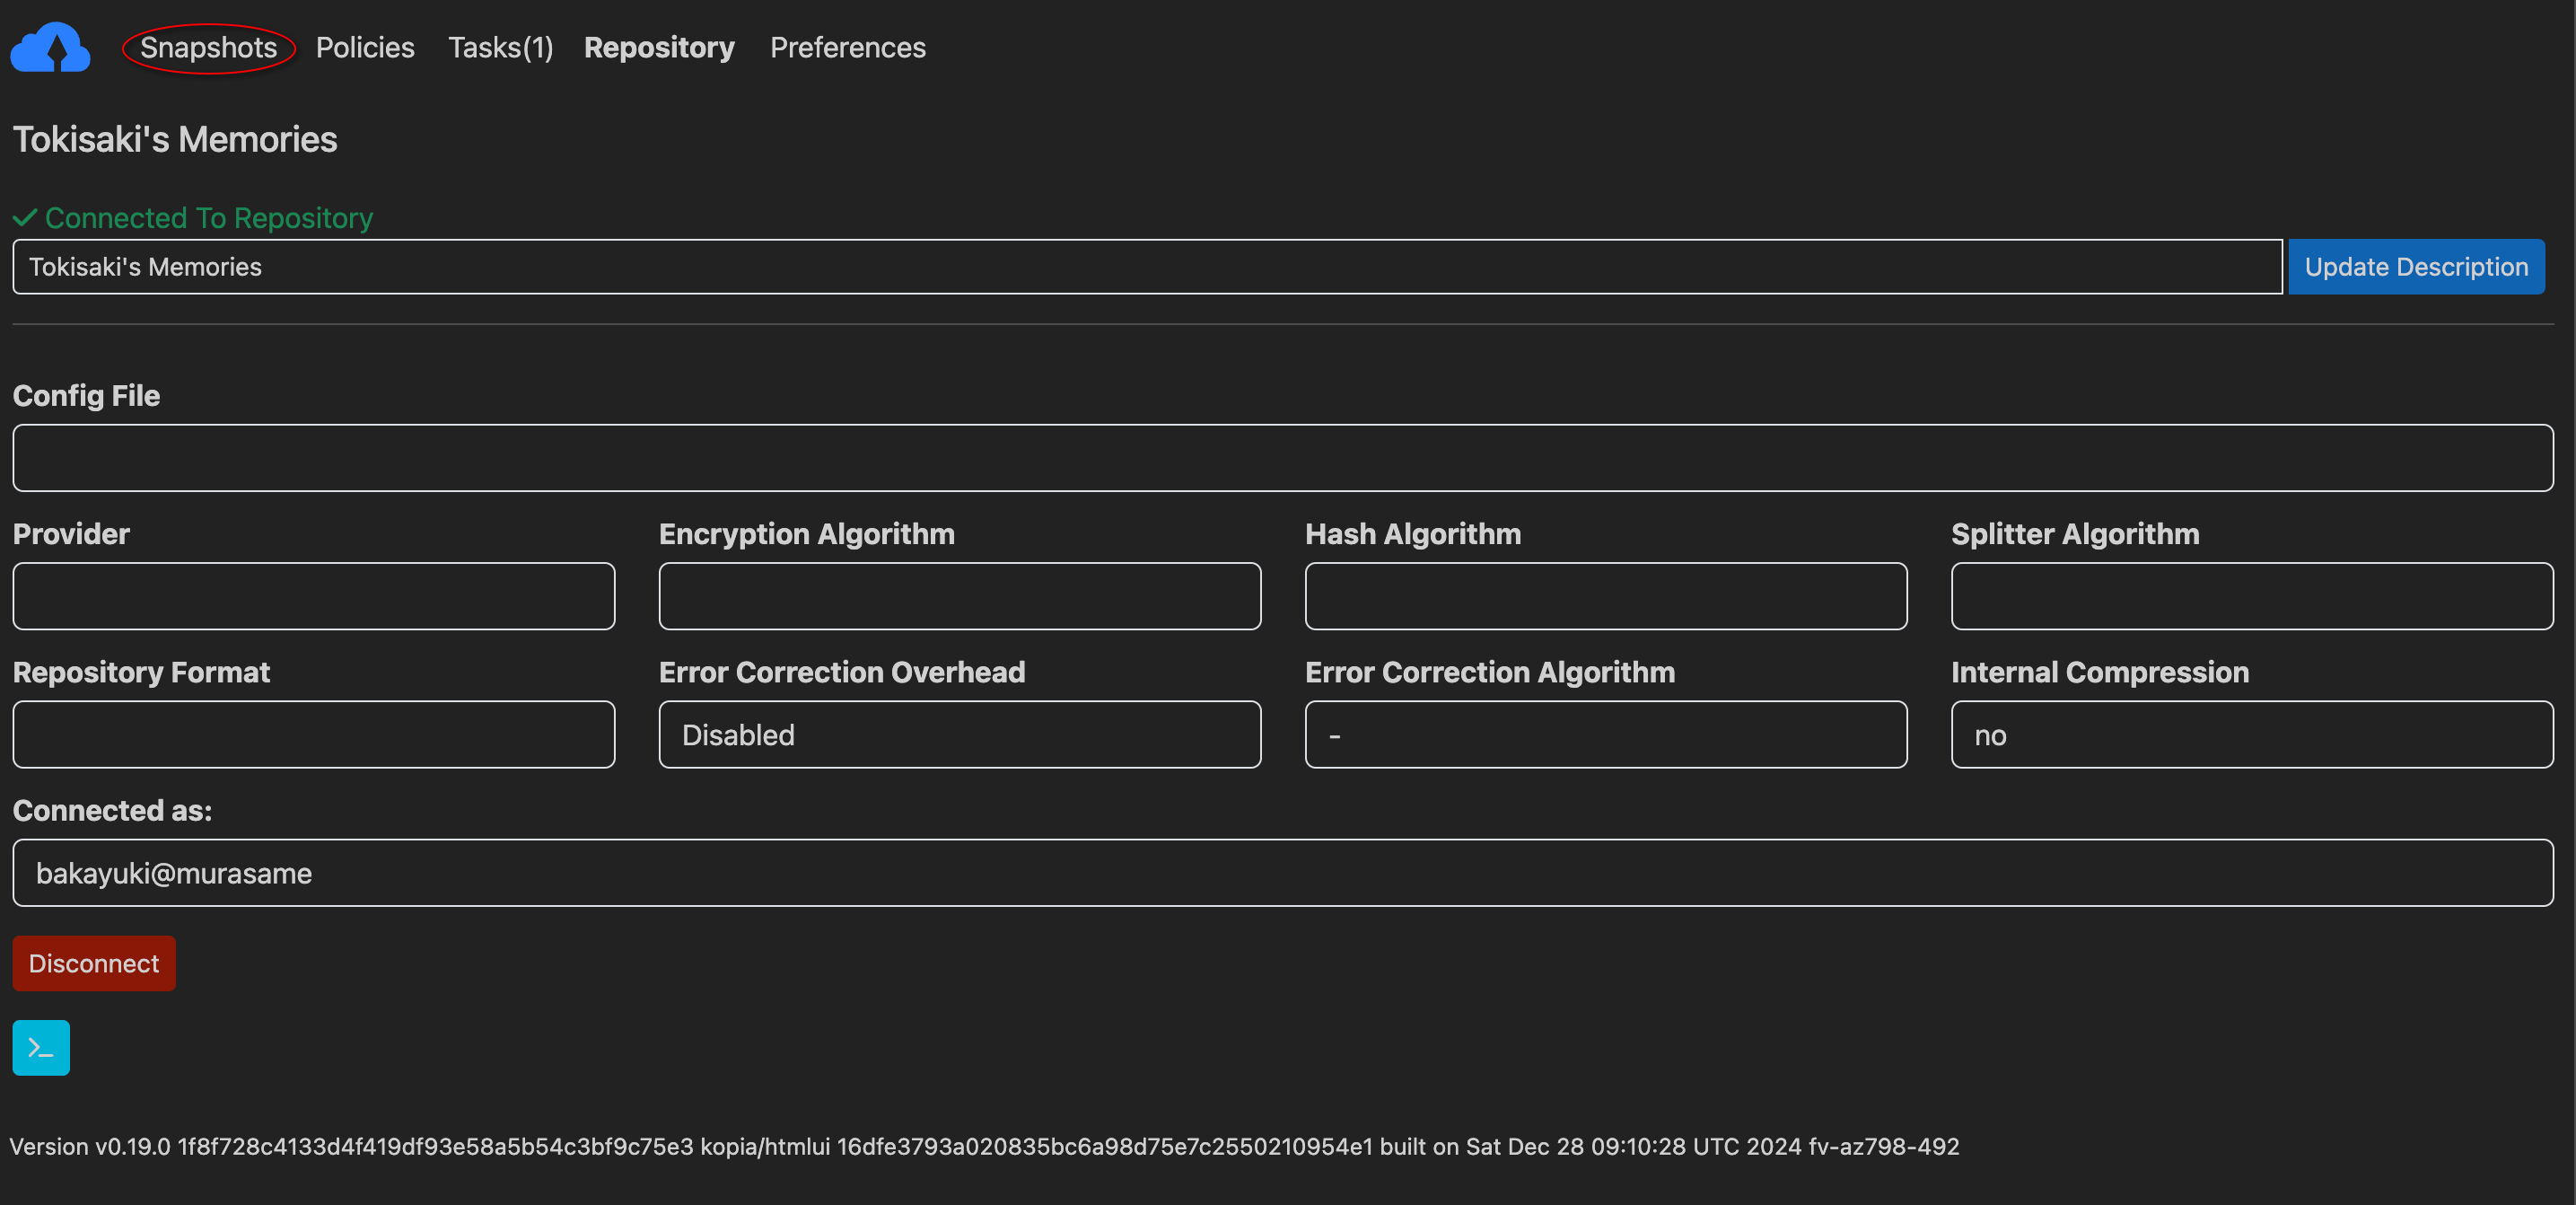 Snapshots Policies Tasks(1) Repository Preferences
Tokisaki's Memories
Connected To Repository
Tokisaki's Memories Update Description
Config File
Provider Encryption Algorithm Hash Algorithm Splitter Algorithm
Repository Format Error Correction Overhead Error Correction Algorithm Internal Compression
Disabled - no
Connected as:
bakayuki@murasame
Disconnect
>_
Version v0.19.0 1f8f728c4133d4f419df93e58a5b54c3bf9c75e3 kopia/htmlui 16dfe3793a020835bc6a98d75e7c2550210954e1 built on Sat Dec 28 09:10:28 UTC 2024 fv-az798-492